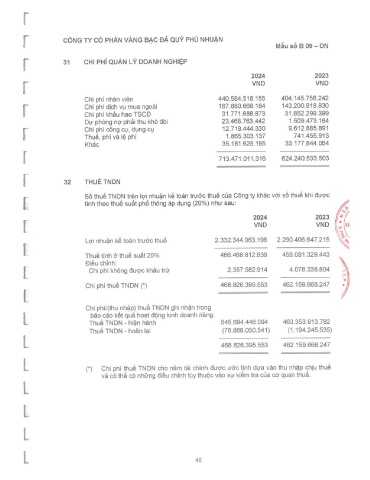 CÔNG TY CỔ PHẦN VÀNG BẠC ĐÁ QUÝ PHÚ NHUẬN
Mẫu số B 09 – DN
31 CHI PHÍ QUẢN LÝ DOANH NGHIỆP
2024 2023
VND VND
Chi phí nhân viên 440.584.518.155 404.145.756.242
Chi phí dịch vụ mua ngoài 187.880.668.184 143.200.818.830
Chi phí khấu hao TSCĐ 31.771.688.873 31.852.299.389
Dự phòng nợ phải thu khó đòi 23.465.763.442 1.509.473.164
Chi phí công cụ, dụng cụ 12.718.444.330 9.612.885.891
Thuế, phí và lệ phí 1.865.303.137 741.455.913
Khác 35.181.625.195 33.177.844.064
713.471.011.316 624.240.533.503
32 THUẾ TNDN
Số thuế TNDN trên lợi nhuận kế toán trước thuế của Công ty khác với số thuế khi được
tính theo thuế suất phổ thông áp dụng (20%) như sau:
2024 2023
VND VND
Lợi nhuận kế toán trước thuế 2.332.344.063.196 2.290.406.647.215
Thuế tính ở thuế suất 20% 466.468.812.639 458.081.329.443
Điều chỉnh:
Chi phí không được khấu trừ 2.357.582.914 4.078.338.804
Chi phí thuế TNDN (*) 468.826.395.553 462.159.668.247
Chi phí/(thu nhập) thuế TNDN ghi nhận trong
báo cáo kết quả hoạt động kinh doanh riêng:
Thuế TNDN - hiện hành 545.694.446.094 463.353.913.782
Thuế TNDN - hoãn lại (76.868.050.541) (1.194.245.535)
468.826.395.553 462.159.668.247
(*) Chi phí thuế TNDN cho năm tài chính được ước tính dựa vào thu nhập chịu thuế
và có thể có những điều chỉnh tùy thuộc vào sự kiểm tra của cơ quan thuế.
40